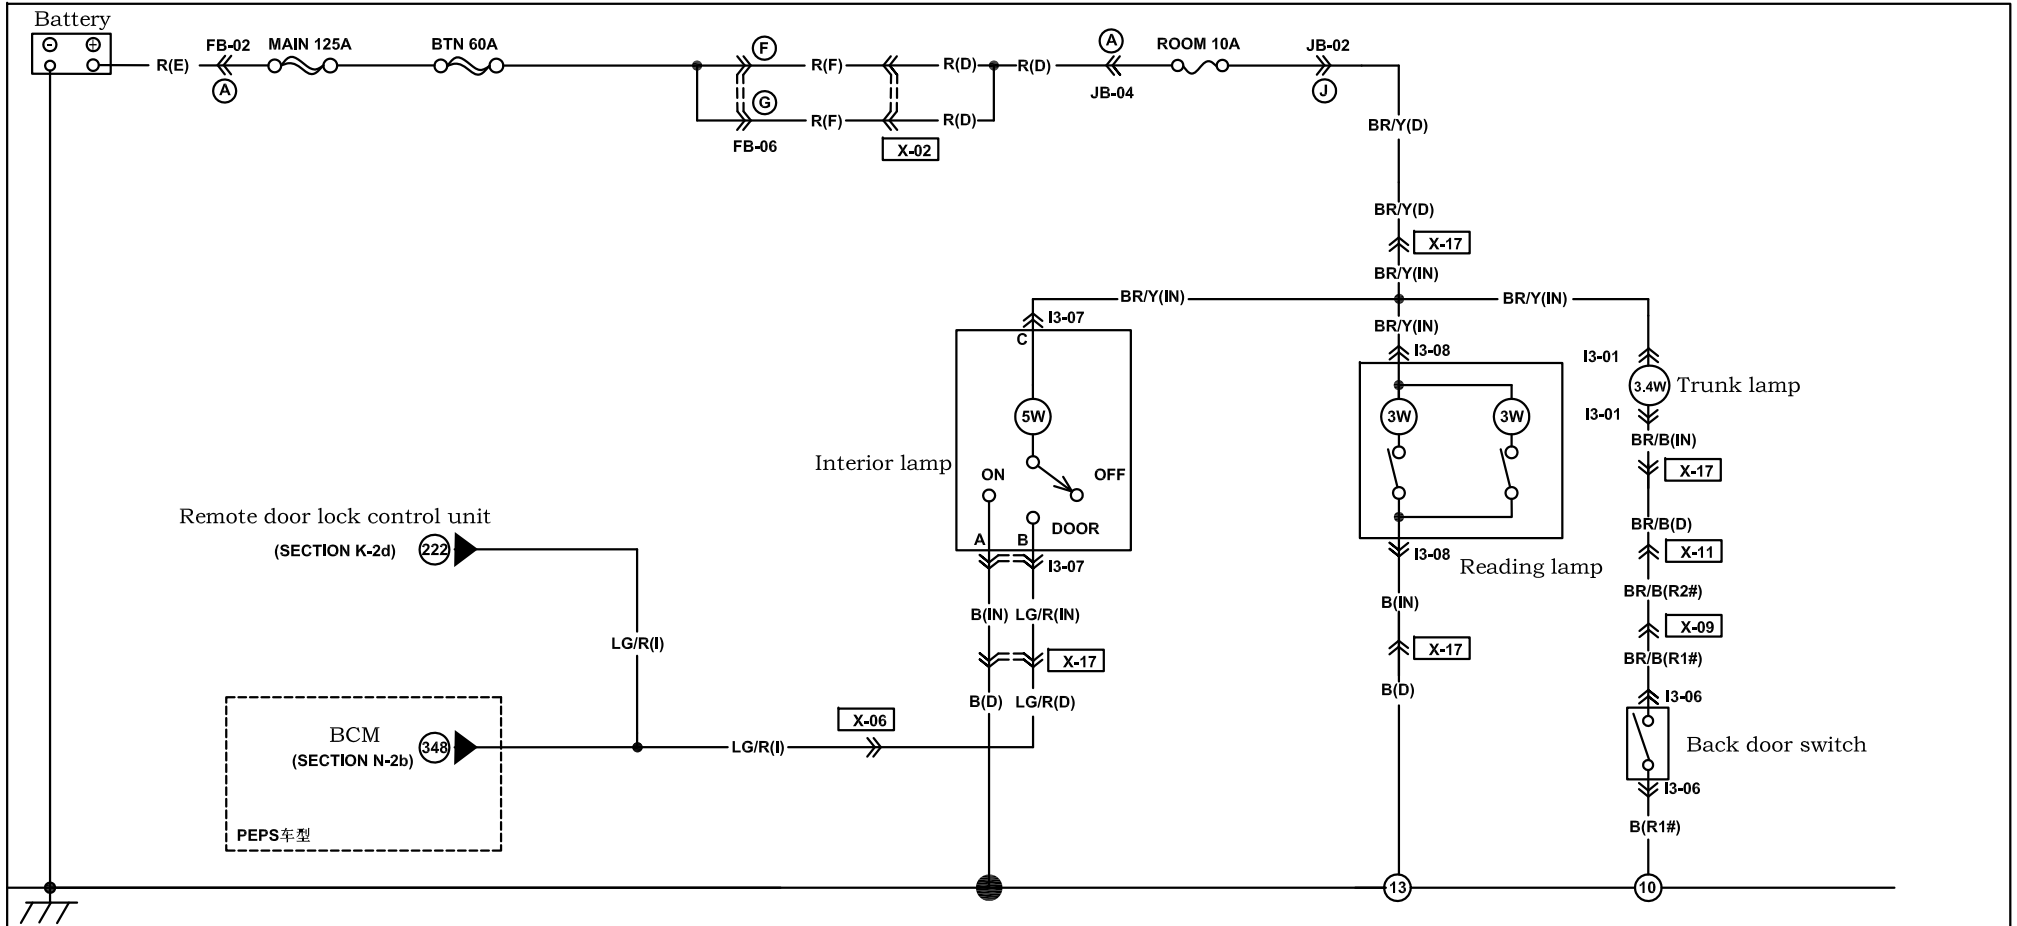 Battery
FB-02 MAIN 125A BTN 60A F A ROOM 10A JB-02
R(E) R(F) R(D) R(D)
A G JB-04 J
R(F) R(D)
FB-06 X-02
BR/Y(D)
BR/Y(D)
X-17
BR/Y(IN)
BR/Y(IN) BR/Y(IN)
I3-07 BR/Y(IN)
C I3-08 I3-01
3.4W Trunk lamp
5W 3W 3W I3-01
BR/B(IN)
Interior lamp ON OFF X-17
Remote door lock control unit DOOR BR/B(D)
(SECTION K-2d) 222 A B I3-08 X-11
I3-07 Reading lamp
BR/B(R2#)
B(IN) LG/R(IN) B(IN)
X-09
LG/R(I) X-17 X-17 BR/B(R1#)
B(D) LG/R(D) B(D) I3-06
X-06
BCM 348 LG/R(I) Back door switch
(SECTION N-2b)
I3-06
PEPS车型 B(R1#)
13 10